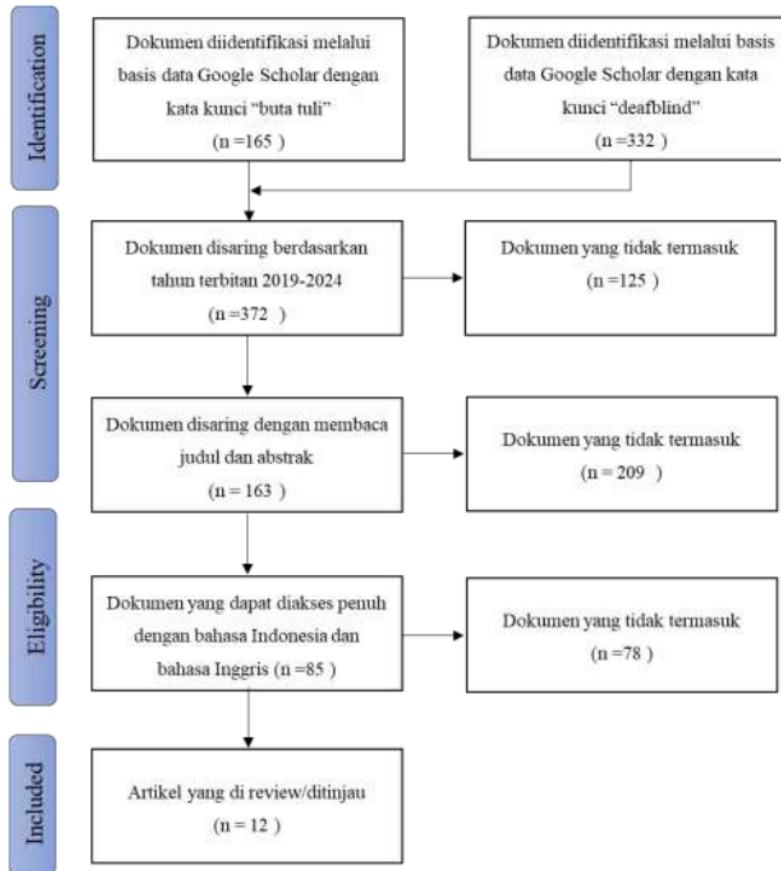 Identification
Dokumen diidentifikasi melalui
basis data Google Scholar dengan
kata kunci “buta tuli”
(n =165 )
Dokumen diidentifikasi melalui basis
data Google Scholar dengan kata
kunci “deafblind”
(n =332 )
Screening
Dokumen disaring berdasarkan
tahun terbitan 2019-2024
(n =372 )
Dokumen yang tidak termasuk
(n =125 )
Dokumen disaring dengan membaca
judul dan abstrak
(n = 163 )
Dokumen yang tidak termasuk
(n = 209 )
Eligibility
Dokumen yang dapat diakses penuh
dengan bahasa Indonesia dan
bahasa Inggris (n =85 )
Dokumen yang tidak termasuk
(n =78 )
Included
Artikel yang di review/ditinjau
(n = 12 )